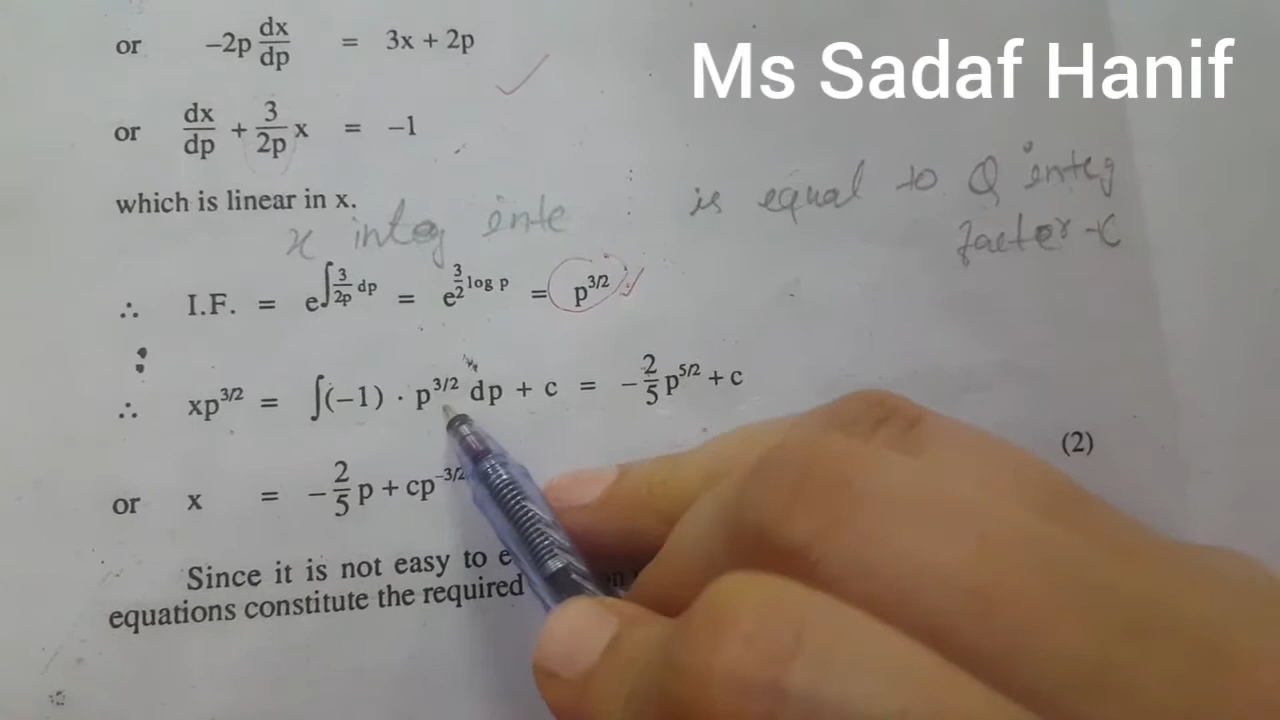 or −2p dx/dp = 3x + 2p
Ms Sadaf Hanif
or dx/dp + 3/2p x = −1
which is linear in x.
x integ inte is equal to Q integ
factor + c
∴ I.F. = e^∫3/2p dp = e^3/2 log p = p^3/2
∴ xp^3/2 = ∫(−1) · p^3/2 dp + c = −2/5 p^5/2 + c
(2)
or x = −2/5 p + cp^−3/2
Since it is not easy to
equations constitute the required